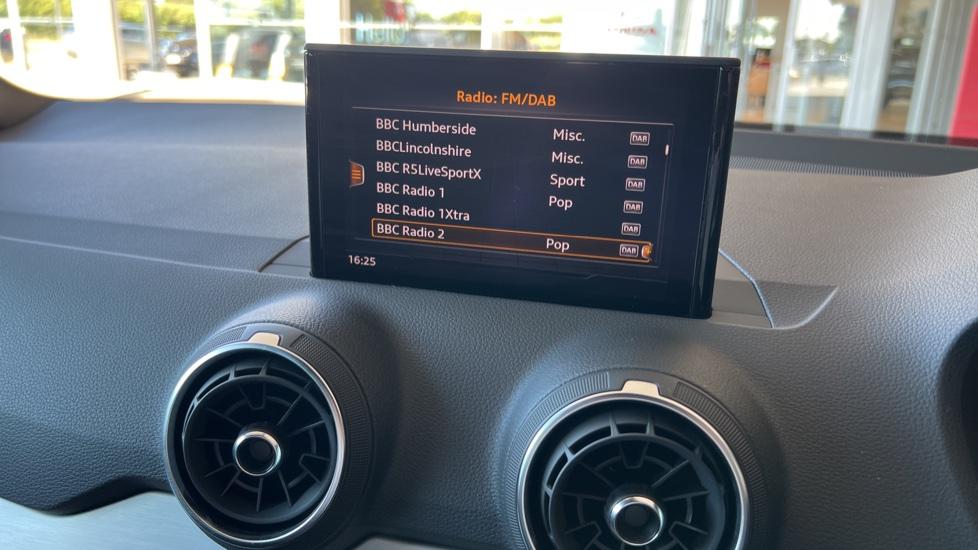 Radio: FM/DAB
BBC Humberside Misc. DAB
BBCLincolnshire Misc. DAB
BBC R5LiveSportX Sport DAB
BBC Radio 1 Pop DAB
BBC Radio 1Xtra DAB
BBC Radio 2 Pop DAB
16:25